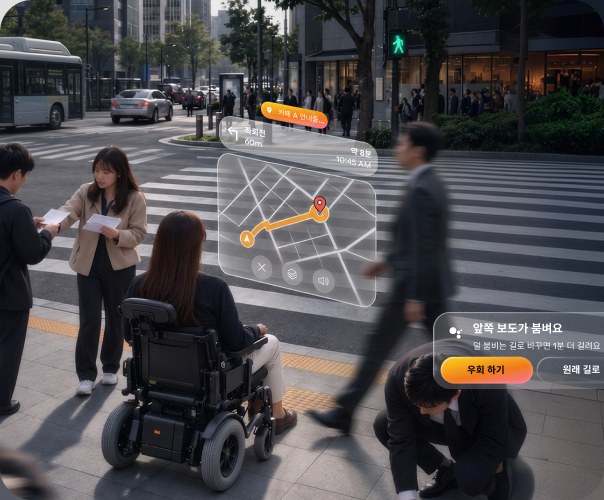 카페 A 안내중...
좌회전
60m
약 8분
10:45 AM
앞쪽 보도가 붐벼요
덜 붐비는 길로 바꾸면 1분 더 걸려요
우회 하기
원래 길로